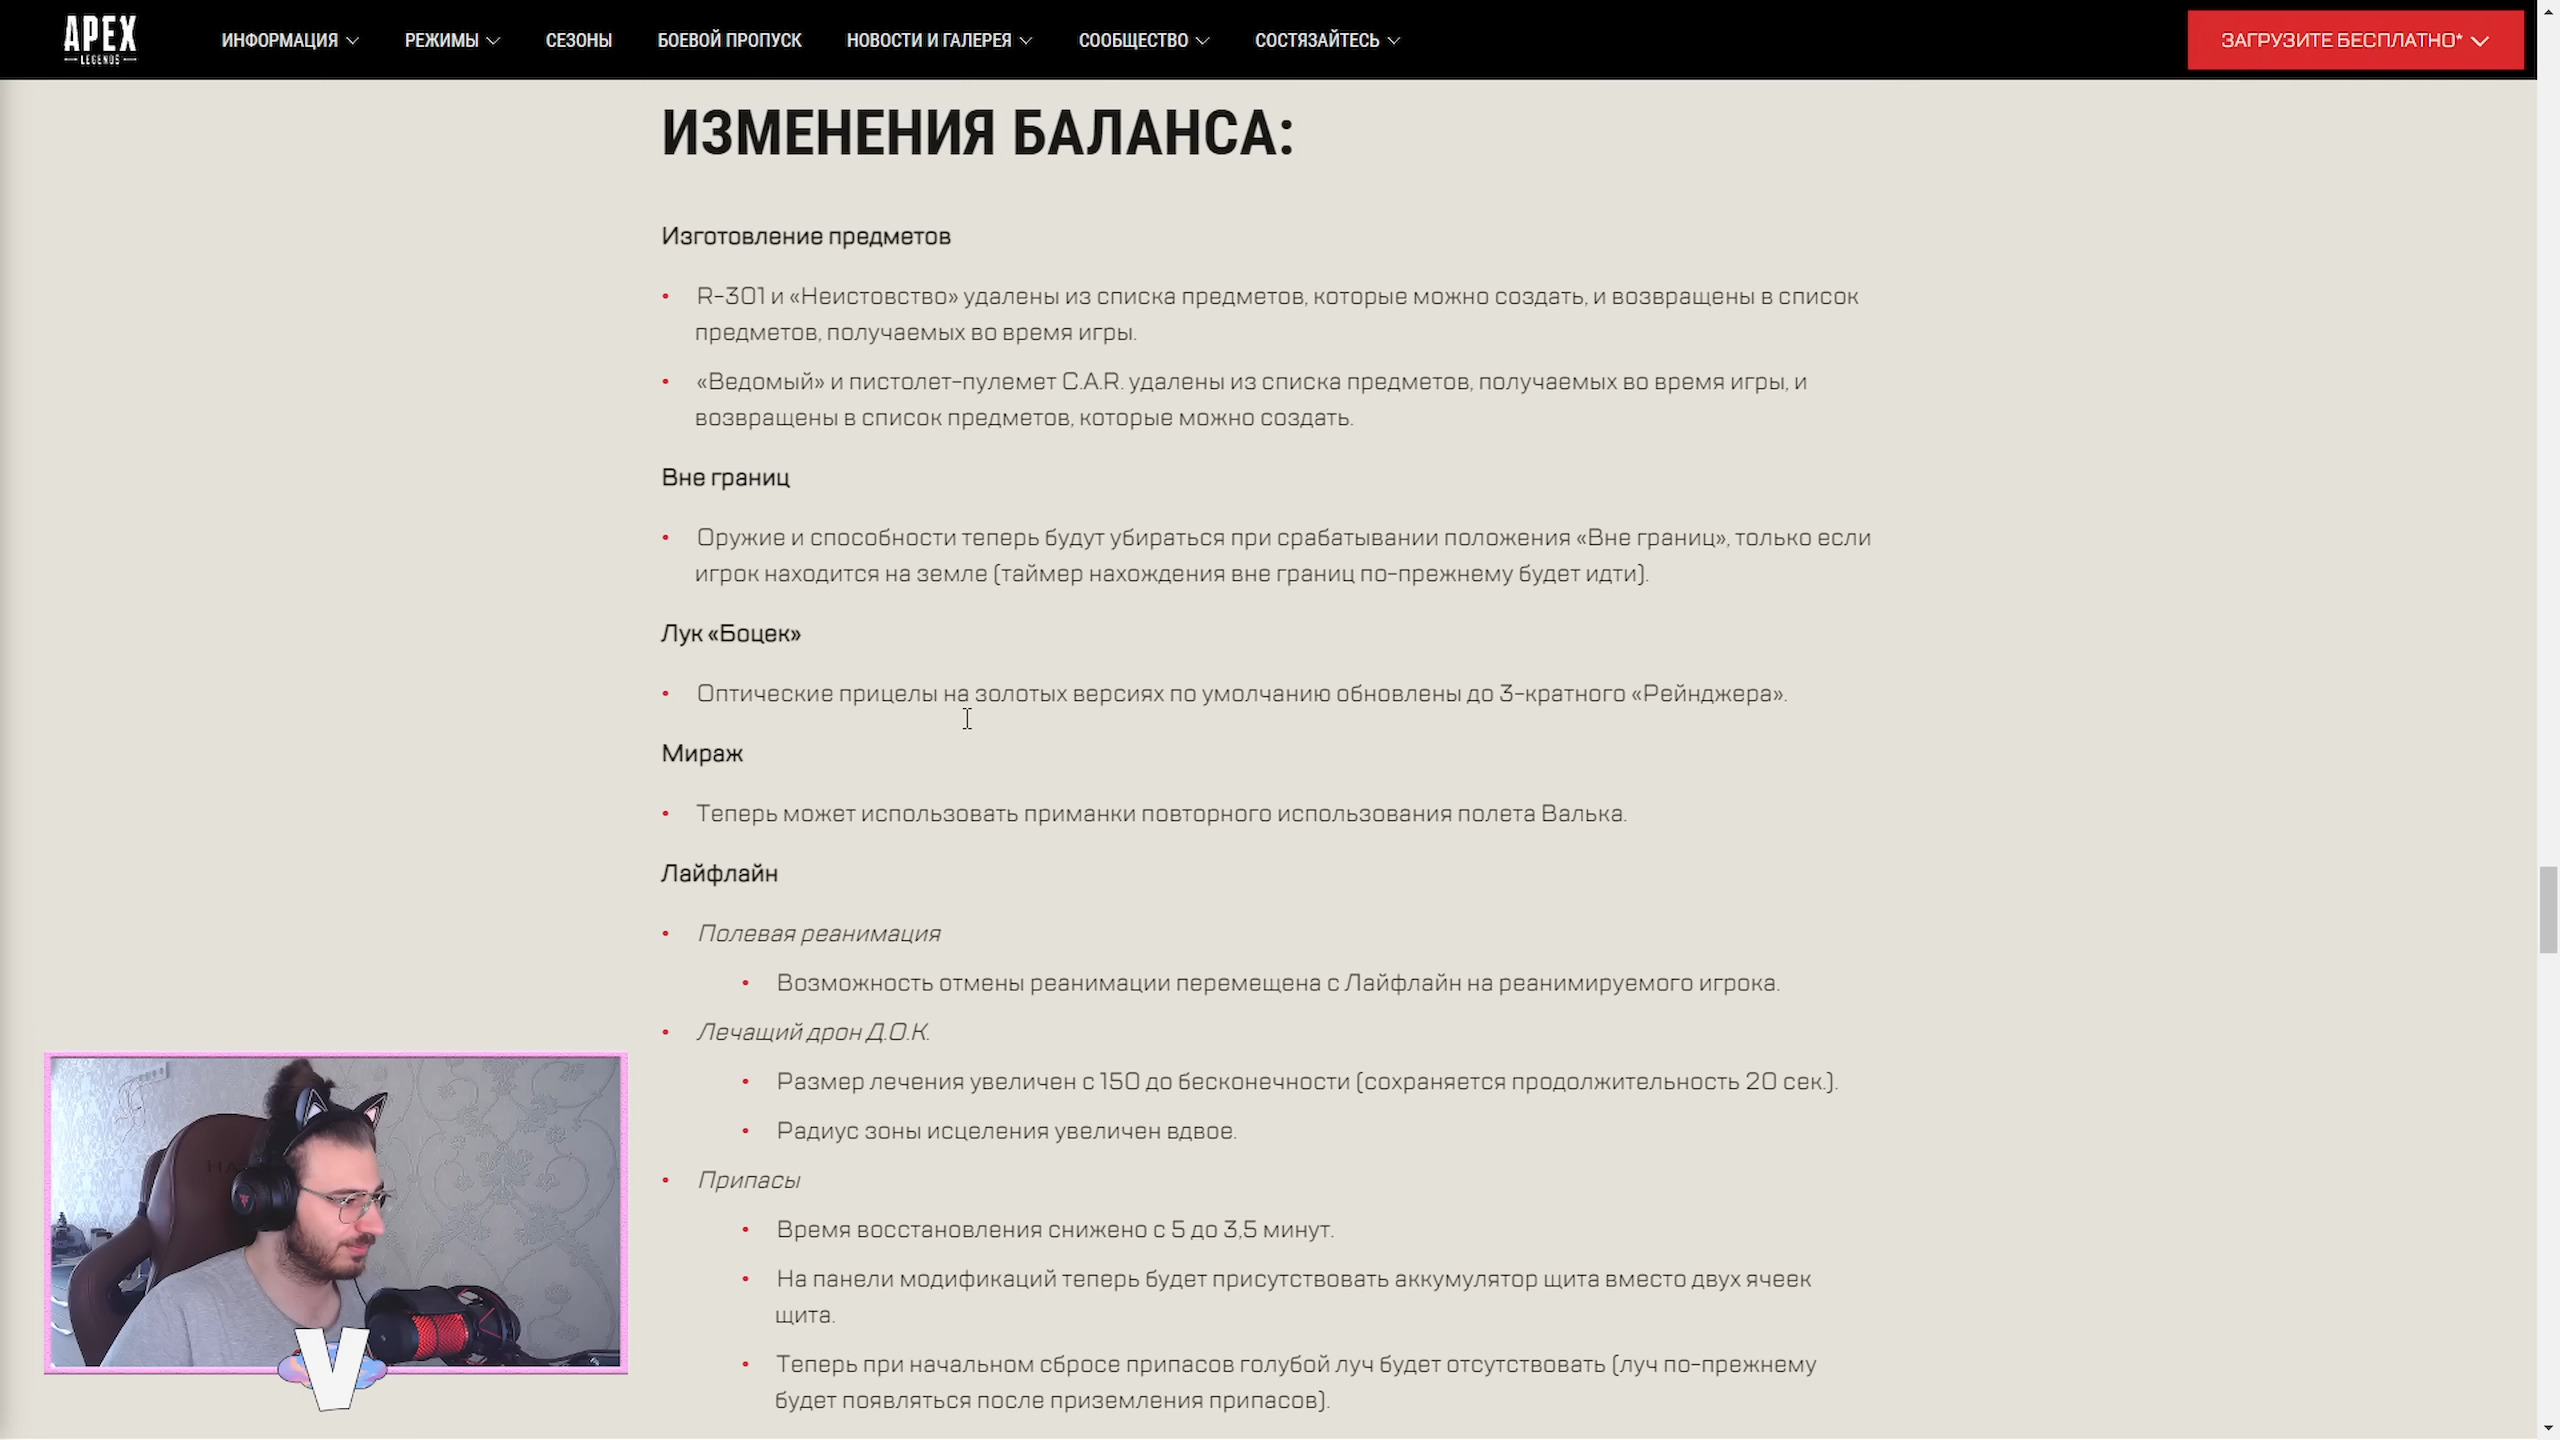 APEX
LEGENDS
ИНФОРМАЦИЯ
РЕЖИМЫ
СЕЗОНЫ
БОЕВОЙ ПРОПУСК
НОВОСТИ И ГАЛЕРЕЯ
СООБЩЕСТВО
СОСТЯЗАЙТЕСЬ
ЗАГРУЗИТЕ БЕСПЛАТНО*
ИЗМЕНЕНИЯ БАЛАНСА:
Изготовление предметов
• R-301 и «Неистовство» удалены из списка предметов, которые можно создать, и возвращены в список
предметов, получаемых во время игры.
• «Ведомый» и пистолет-пулемет C.A.R. удалены из списка предметов, получаемых во время игры, и
возвращены в список предметов, которые можно создать.
Вне границ
• Оружие и способности теперь будут убираться при срабатывании положения «Вне границ», только если
игрок находится на земле (таймер нахождения вне границ по-прежнему будет идти).
Лук «Боцек»
• Оптические прицелы на золотых версиях по умолчанию обновлены до 3-кратного «Рейнджера».
Мираж
• Теперь может использовать приманки повторного использования полета Валька.
Лайфлайн
• Полевая реанимация
• Возможность отмены реанимации перемещена с Лайфлайн на реанимируемого игрока.
• Лечащий дрон Д.О.К.
• Размер лечения увеличен с 150 до бесконечности (сохраняется продолжительность 20 сек.).
• Радиус зоны исцеления увеличен вдвое.
• Припасы
• Время восстановления снижено с 5 до 3,5 минут.
• На панели модификаций теперь будет присутствовать аккумулятор щита вместо двух ячеек
щита.
• Теперь при начальном сбросе припасов голубой луч будет отсутствовать (луч по-прежнему
будет появляться после приземления припасов).
V